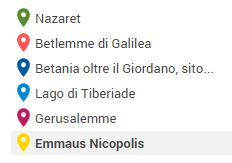 Nazaret
Betlemme di Galilea
Betania oltre il Giordano, sito...
Lago di Tiberiade
Gerusalemme
Emmaus Nicopolis